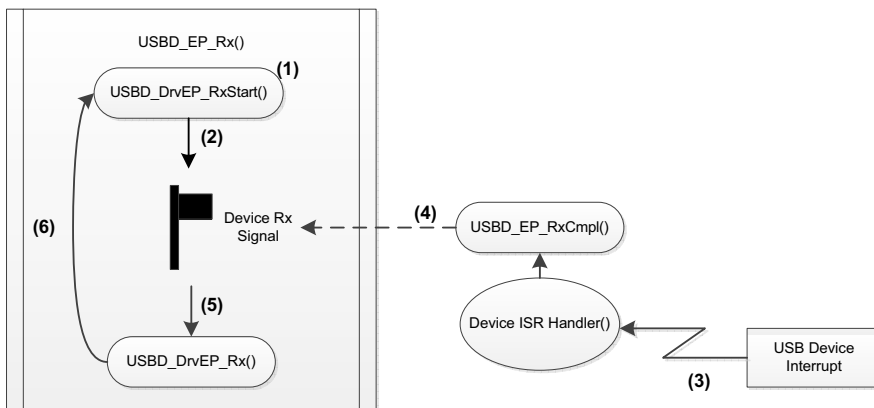 USBD_EP_Rx()
(1)
USBD_DrvEP_RxStart()
(2)
(6)
Device Rx
Signal
(4)
USBD_EP_RxCmpl()
(5)
Device ISR Handler()
USBD_DrvEP_Rx()
(3)
USB Device
Interrupt